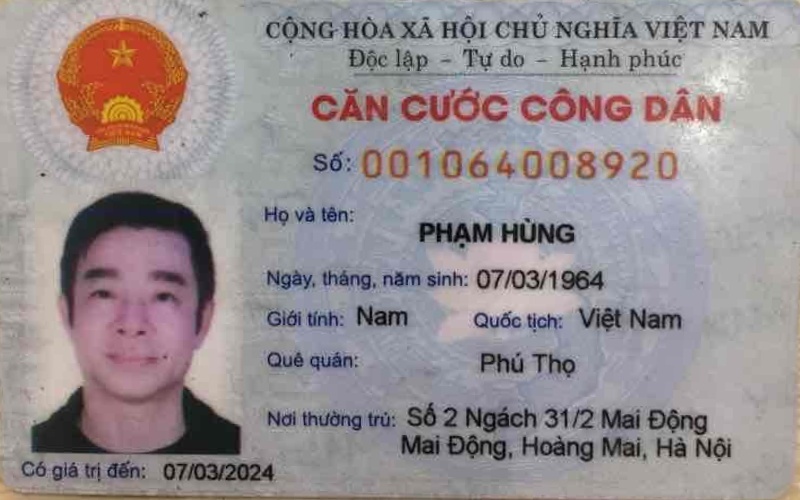 CỘNG HÒA XÃ HỘI CHỦ NGHĨA VIỆT NAM
Độc lập – Tự do – Hạnh phúc
CĂN CƯỚC CÔNG DÂN
Số: 001064008920
Họ và tên:
PHẠM HÙNG
Ngày, tháng, năm sinh: 07/03/1964
Giới tính: Nam Quốc tịch: Việt Nam
Quê quán: Phú Thọ
Nơi thường trú: Số 2 Ngách 31/2 Mai Động
Mai Động, Hoàng Mai, Hà Nội
Có giá trị đến: 07/03/2024